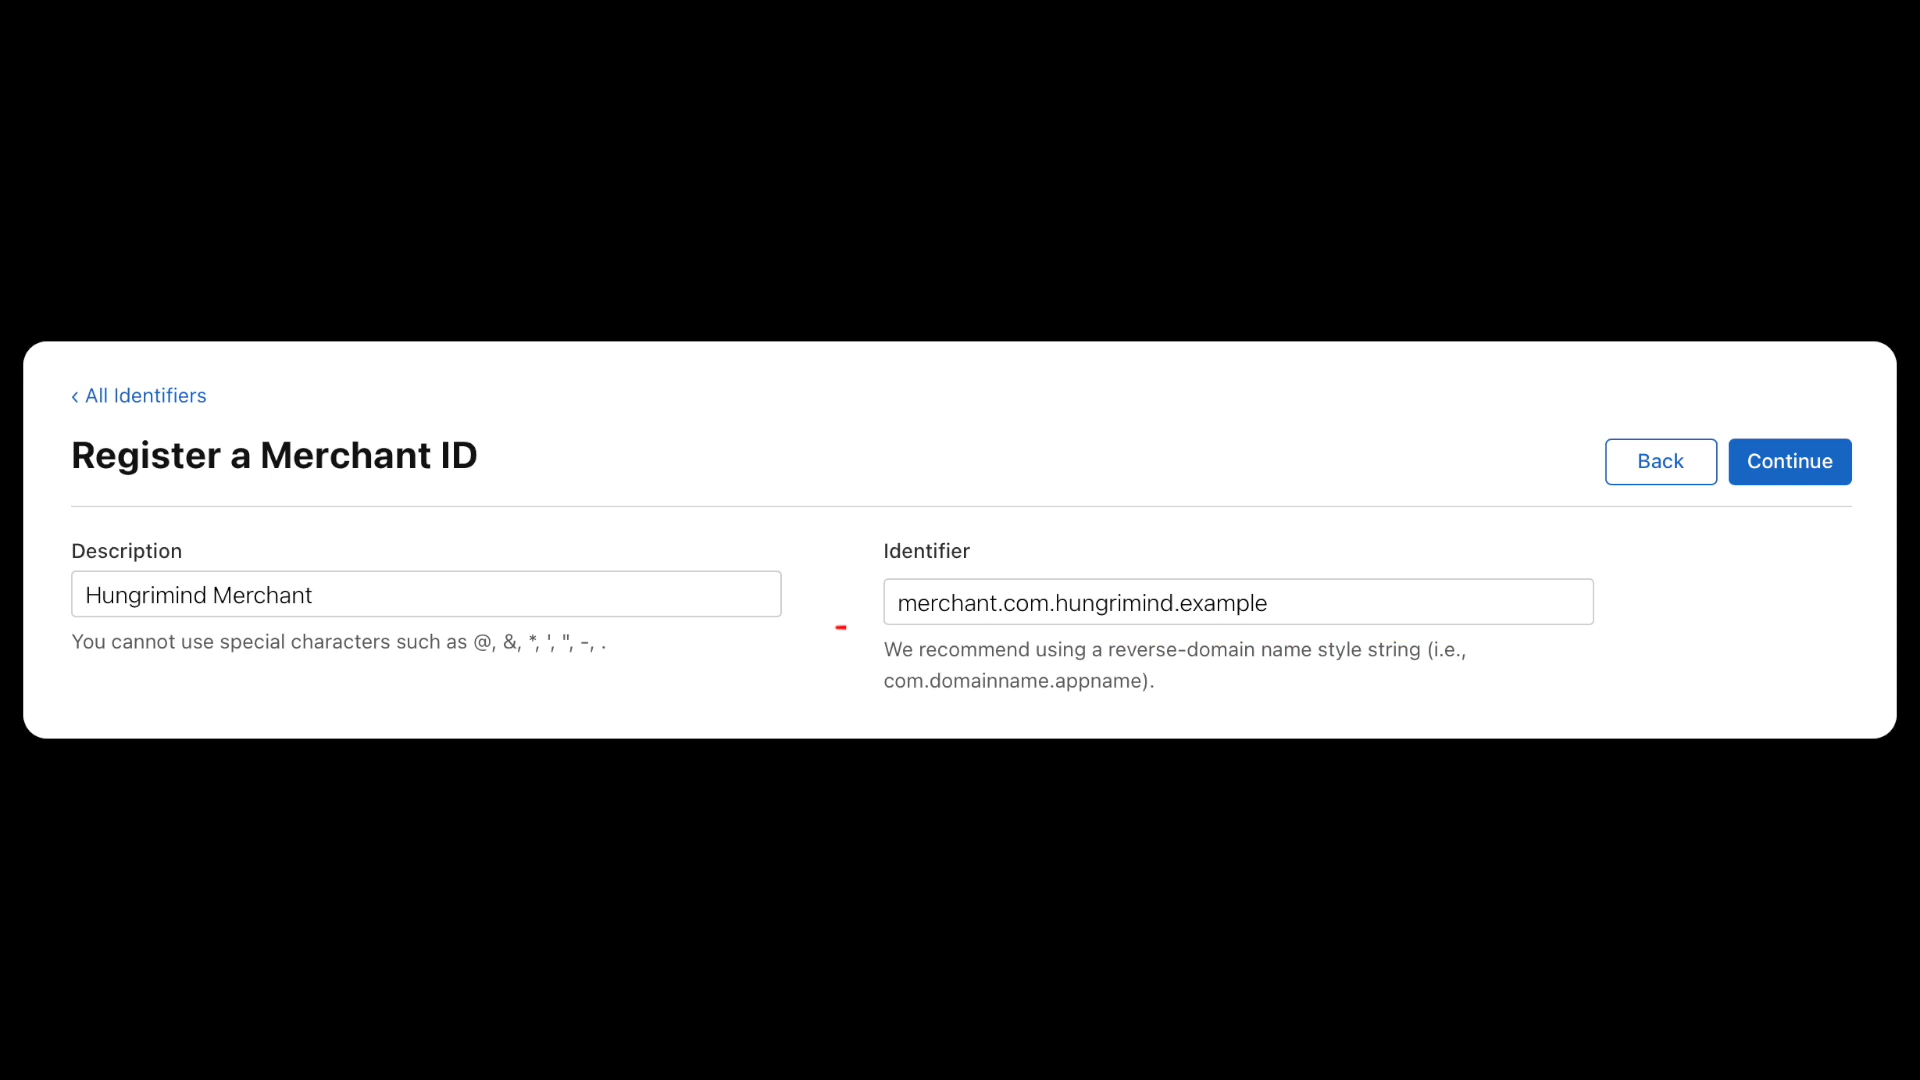 ‹ All Identifiers
Register a Merchant ID
Back
Continue
Description
Hungrimind Merchant
You cannot use special characters such as @, &, *, ', ", -, .
Identifier
merchant.com.hungrimind.example
We recommend using a reverse-domain name style string (i.e.,
com.domainname.appname).